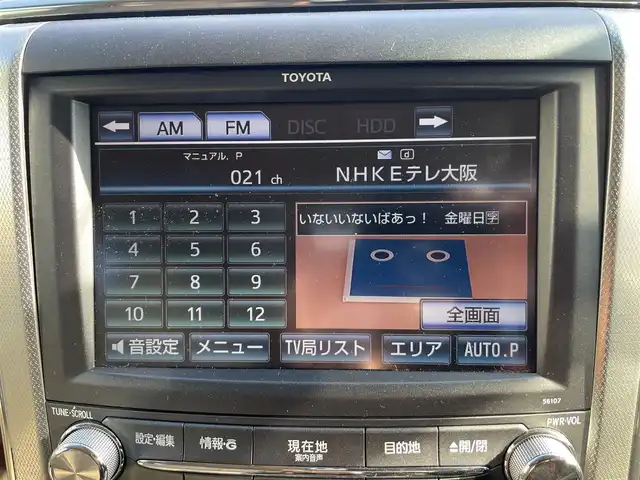 TOYOTA
AM FM DISC HDD
マニュアル. P
021 ch NHKEテレ大阪
1 2 3
4 5 6
7 8 9
10 11 12
いないいないばあっ！ 金曜日字
全画面
音設定 メニュー TV局リスト エリア AUTO.P
56107
TUNE･SCROLL
PWR･VOL
設定･編集 情報･G 現在地 目的地 開/閉
案内音声